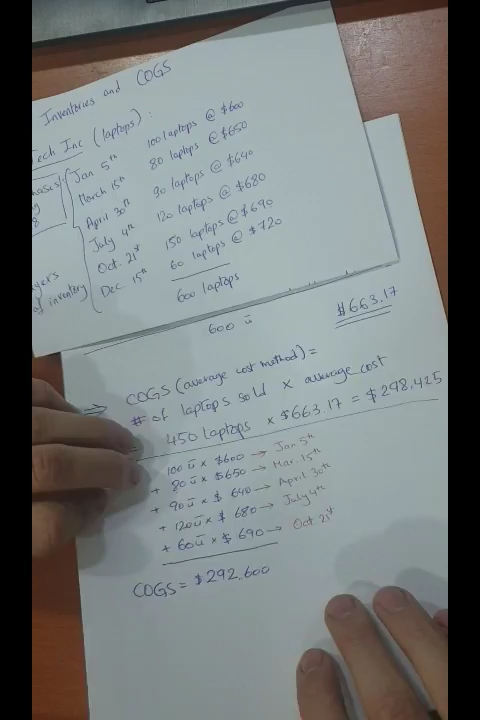 Inventories and COGS
Tech Inc (laptops):
Jan 5th 100 laptops @ $600
March 15th 80 laptops @ $650
April 30th 90 laptops @ $640
July 4th 120 laptops @ $680
Oct. 21st 150 laptops @ $690
Dec. 15th 60 laptops @ $720
of inventory
600 laptops
600 ū
$663.17
⇒ COGS (average cost method) =
# of laptops sold × average cost
= 450 laptops × $663.17 = $298,425
100 ū × $600 → Jan 5th
+ 80 ū × $650 → Mar. 15th
+ 90 ū × $640 → April 30th
+ 120 ū × $680 → July 4th
+ 60 ū × $690 → Oct 21st
COGS = $292,600